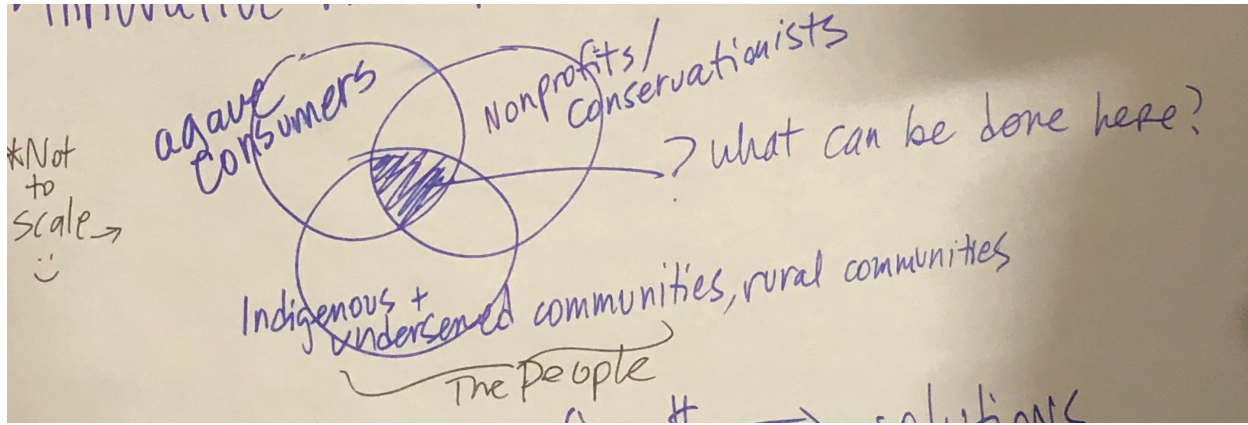 agave
consumers
Nonprofits/
conservationists
? what can be done here?
*Not
to
scale →
Indigenous +
underserved communities, rural communities
The People
→ solutions